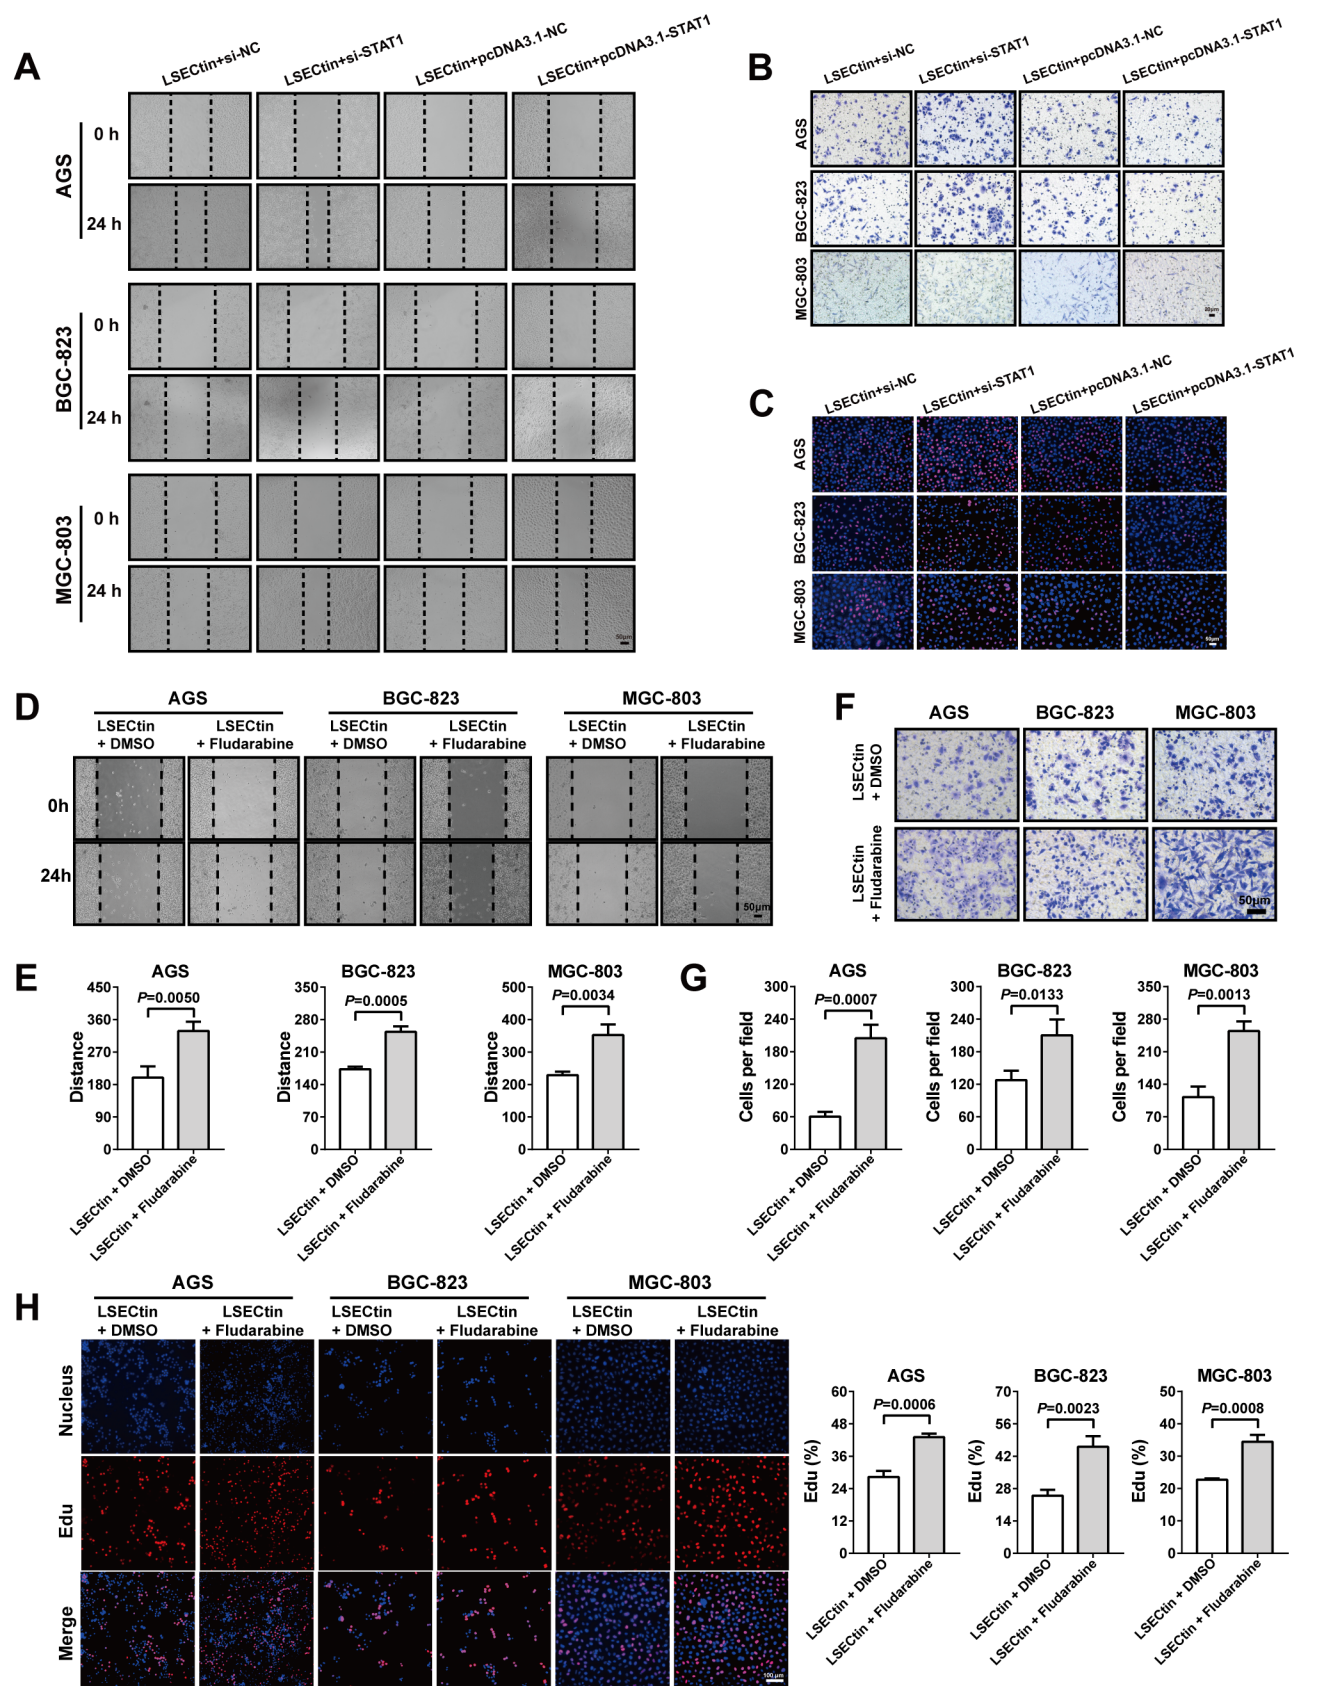 A
LSECtin+si-NC
LSECtin+si-STAT1
LSECtin+pcDNA3.1-NC
LSECtin+pcDNA3.1-STAT1
AGS
0 h
24 h
BGC-823
0 h
24 h
MGC-803
0 h
24 h
50μm
B
LSECtin+si-NC
LSECtin+si-STAT1
LSECtin+pcDNA3.1-NC
LSECtin+pcDNA3.1-STAT1
AGS
BGC-823
MGC-803
C
LSECtin+si-NC
LSECtin+si-STAT1
LSECtin+pcDNA3.1-NC
LSECtin+pcDNA3.1-STAT1
AGS
BGC-823
MGC-803
D
AGS
BGC-823
MGC-803
LSECtin + DMSO
LSECtin + Fludarabine
LSECtin + DMSO
LSECtin + Fludarabine
LSECtin + DMSO
LSECtin + Fludarabine
0h
24h
50μm
F
AGS
BGC-823
MGC-803
LSECtin + DMSO
LSECtin + Fludarabine
50μm
E
AGS
P=0.0050
Distance
450
360
270
180
90
0
LSECtin + DMSO
LSECtin + Fludarabine
BGC-823
P=0.0005
Distance
350
280
210
140
70
0
LSECtin + DMSO
LSECtin + Fludarabine
MGC-803
P=0.0034
Distance
500
400
300
200
100
0
LSECtin + DMSO
LSECtin + Fludarabine
G
AGS
P=0.0007
Cells per field
300
240
180
120
60
0
LSECtin + DMSO
LSECtin + Fludarabine
BGC-823
P=0.0133
Cells per field
300
240
180
120
60
0
LSECtin + DMSO
LSECtin + Fludarabine
MGC-803
P=0.0013
Cells per field
350
280
210
140
70
0
LSECtin + DMSO
LSECtin + Fludarabine
H
AGS
BGC-823
MGC-803
LSECtin + DMSO
LSECtin + Fludarabine
LSECtin + DMSO
LSECtin + Fludarabine
LSECtin + DMSO
LSECtin + Fludarabine
Nucleus
Edu
Merge
100 μm
AGS
P=0.0006
Edu (%)
60
48
36
24
12
0
LSECtin + DMSO
LSECtin + Fludarabine
BGC-823
P=0.0023
Edu (%)
70
56
42
28
14
0
LSECtin + DMSO
LSECtin + Fludarabine
MGC-803
P=0.0008
Edu (%)
50
40
30
20
10
0
LSECtin + DMSO
LSECtin + Fludarabine